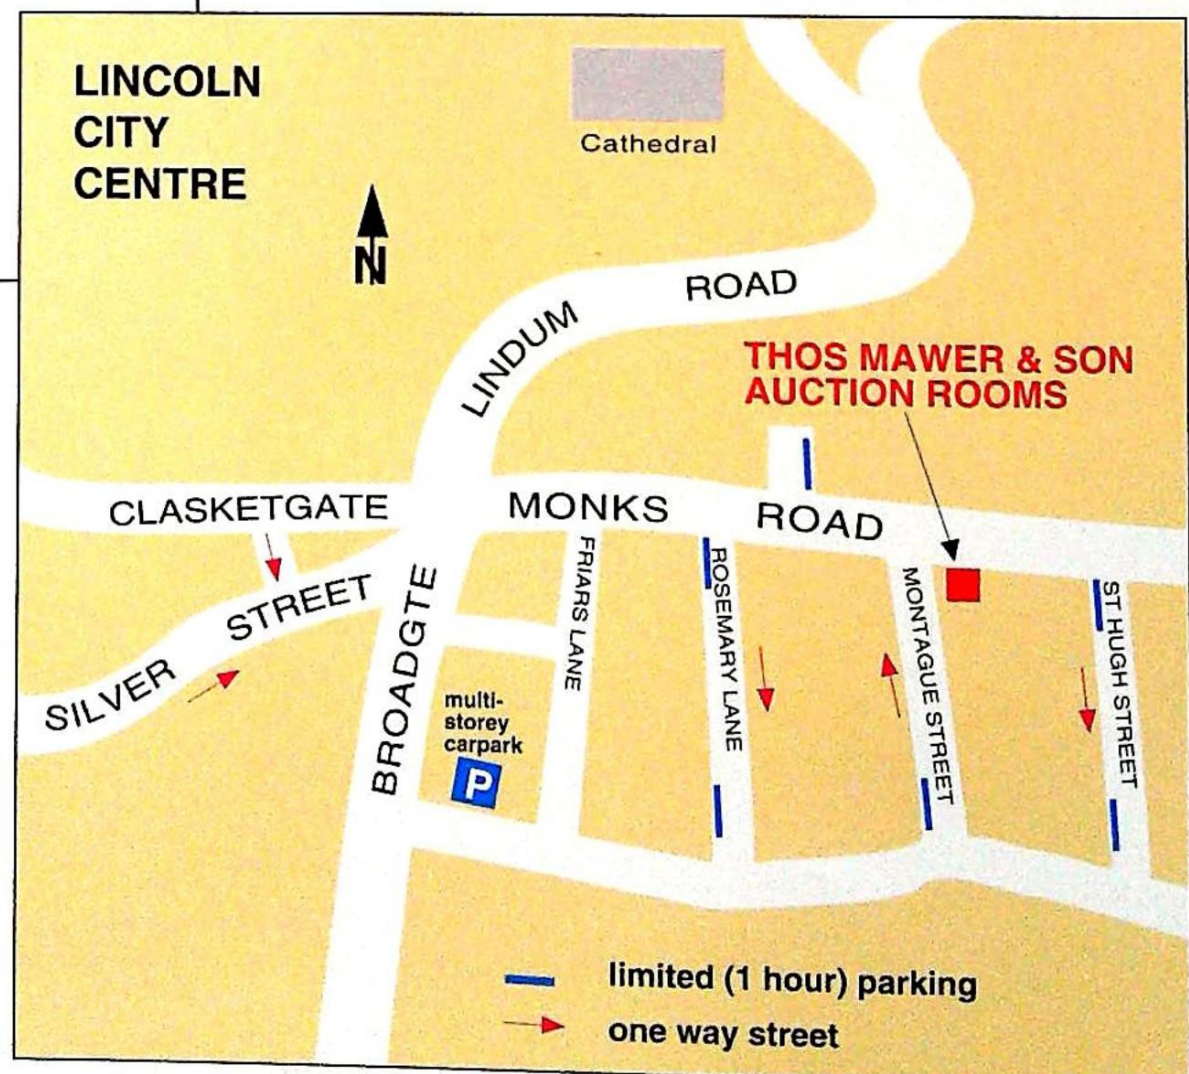 LINCOLN
CITY
CENTRE
Cathedral
N
LINDUM ROAD
THOS MAWER & SON
AUCTION ROOMS
CLASKETGATE
MONKS ROAD
SILVER STREET
BROADGTE
FRIARS LANE
ROSEMARY LANE
MONTAGUE STREET
ST HUGH STREET
multi-
storey
carpark
P
limited (1 hour) parking
one way street